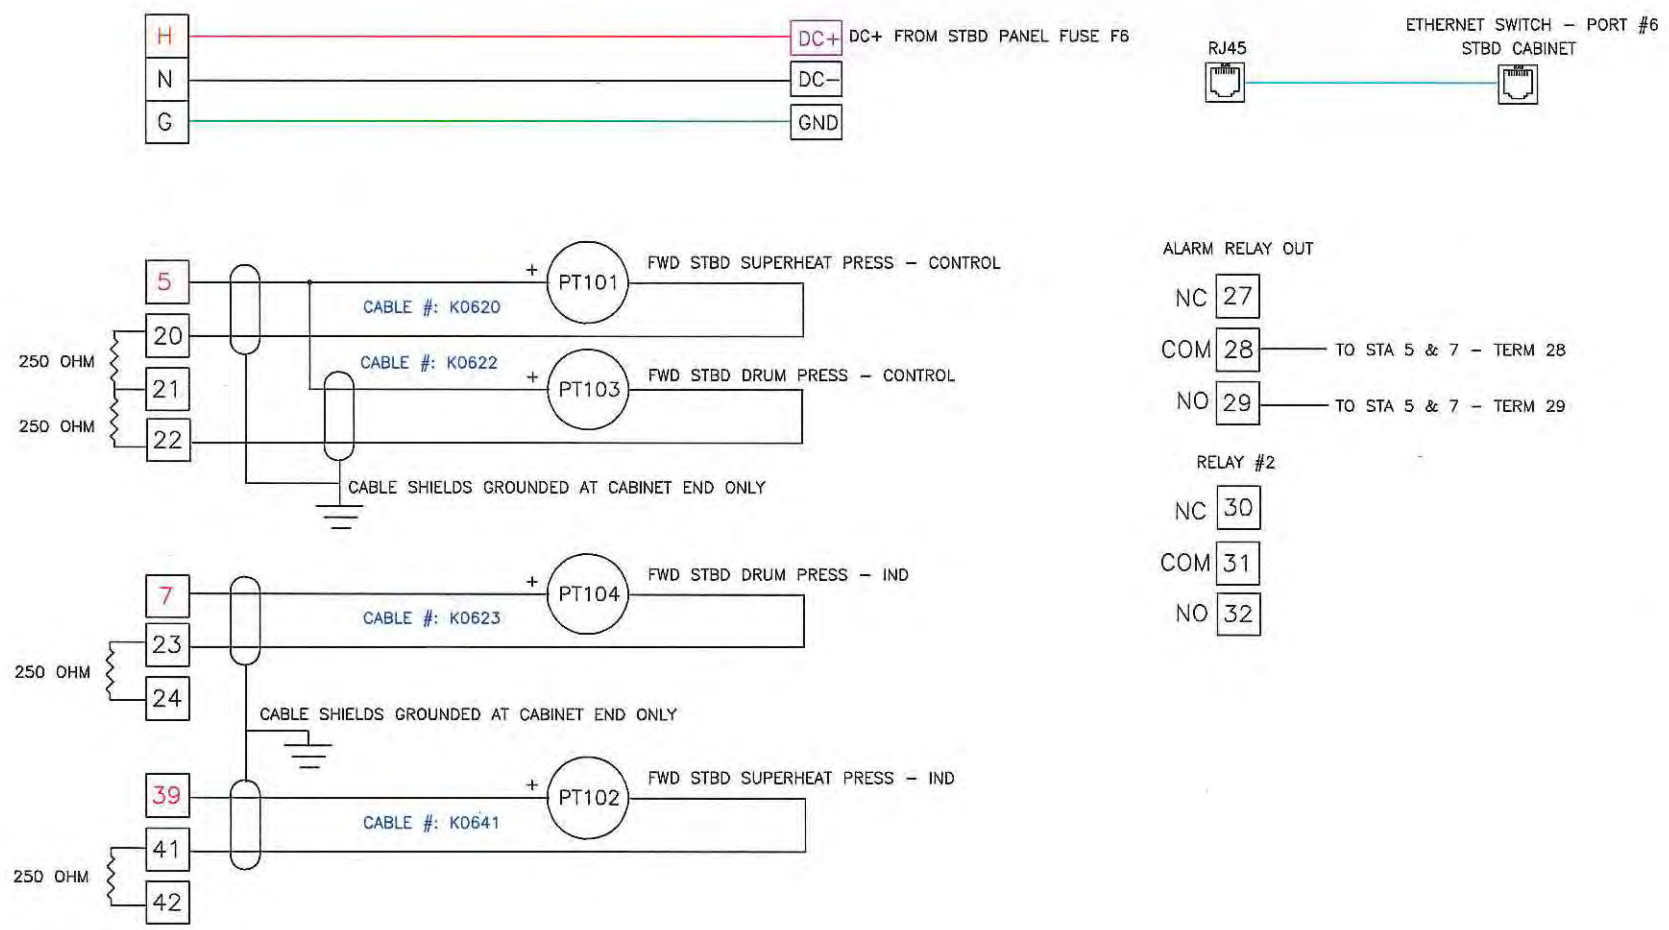 H
DC+ DC+ FROM STBD PANEL FUSE F6
N
DC-
G
GND
ETHERNET SWITCH - PORT #6
STBD CABINET
RJ45
5
+
PT101
FWD STBD SUPERHEAT PRESS - CONTROL
CABLE #: K0620
20
250 OHM
CABLE #: K0622
21
+
PT103
FWD STBD DRUM PRESS - CONTROL
250 OHM
22
CABLE SHIELDS GROUNDED AT CABINET END ONLY
7
+
PT104
FWD STBD DRUM PRESS - IND
CABLE #: K0623
23
250 OHM
24
CABLE SHIELDS GROUNDED AT CABINET END ONLY
39
+
PT102
FWD STBD SUPERHEAT PRESS - IND
CABLE #: K0641
41
250 OHM
42
ALARM RELAY OUT
NC 27
COM 28 TO STA 5 & 7 - TERM 28
NO 29 TO STA 5 & 7 - TERM 29
RELAY #2
NC 30
COM 31
NO 32